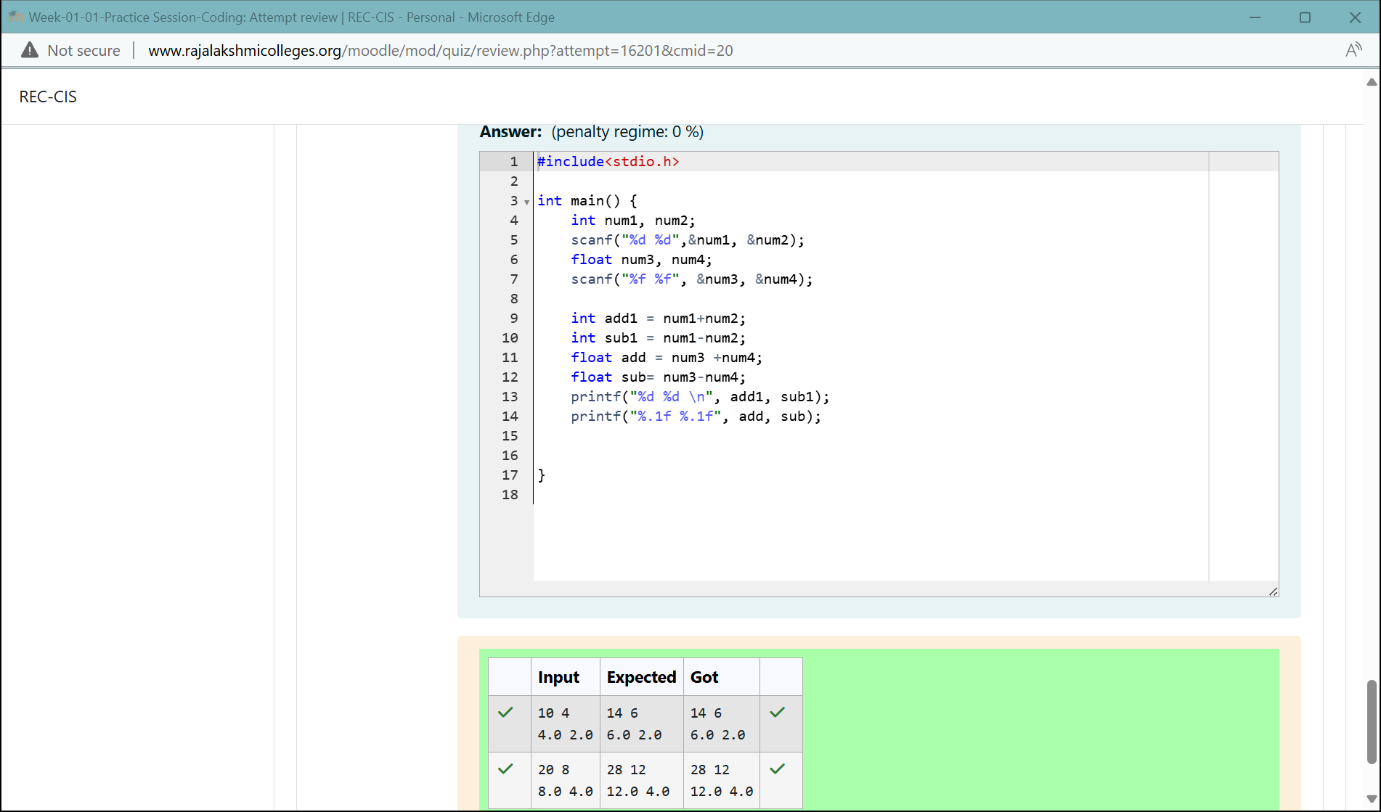 Week-01-01-Practice Session-Coding: Attempt review | REC-CIS - Personal - Microsoft Edge
Not secure | www.rajalakshmicolleges.org/moodle/mod/quiz/review.php?attempt=16201&cmid=20
REC-CIS
Answer: (penalty regime: 0 %)
1 #include<stdio.h>
2
3 int main() {
4     int num1, num2;
5     scanf("%d %d",&num1, &num2);
6     float num3, num4;
7     scanf("%f %f", &num3, &num4);
8
9     int add1 = num1+num2;
10     int sub1 = num1-num2;
11     float add = num3 +num4;
12     float sub= num3-num4;
13     printf("%d %d \n", add1, sub1);
14     printf("%.1f %.1f", add, sub);
15
16
17 }
18
Input Expected Got
10 4 14 6 14 6
4.0 2.0 6.0 2.0 6.0 2.0
20 8 28 12 28 12
8.0 4.0 12.0 4.0 12.0 4.0